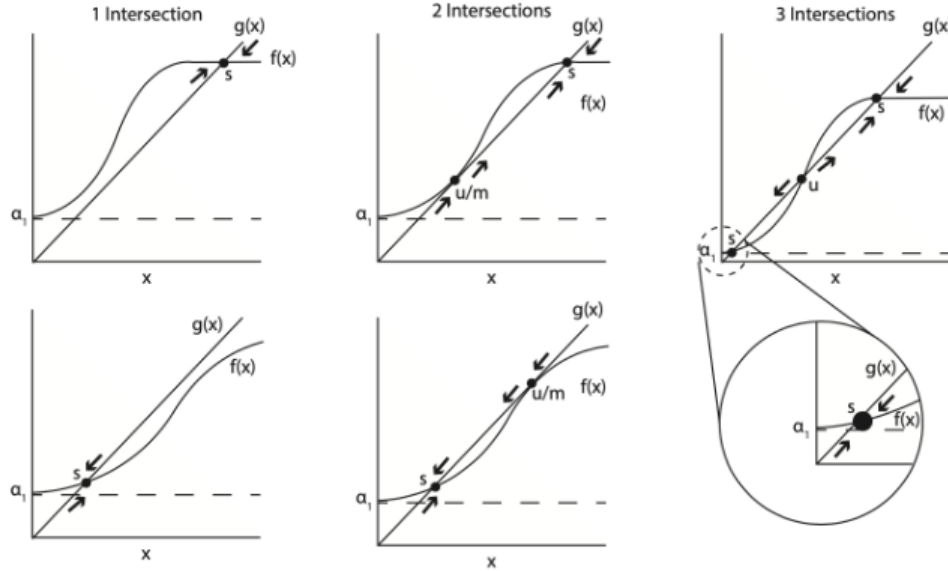 1 Intersection
2 Intersections
3 Intersections
g(x)
f(x)
s
α₁
x
g(x)
s
f(x)
u/m
α₁
x
g(x)
s
f(x)
u
s
α₁
x
g(x)
f(x)
s
α₁
x
g(x)
f(x)
u/m
s
α₁
x
g(x)
s
f(x)
α₁